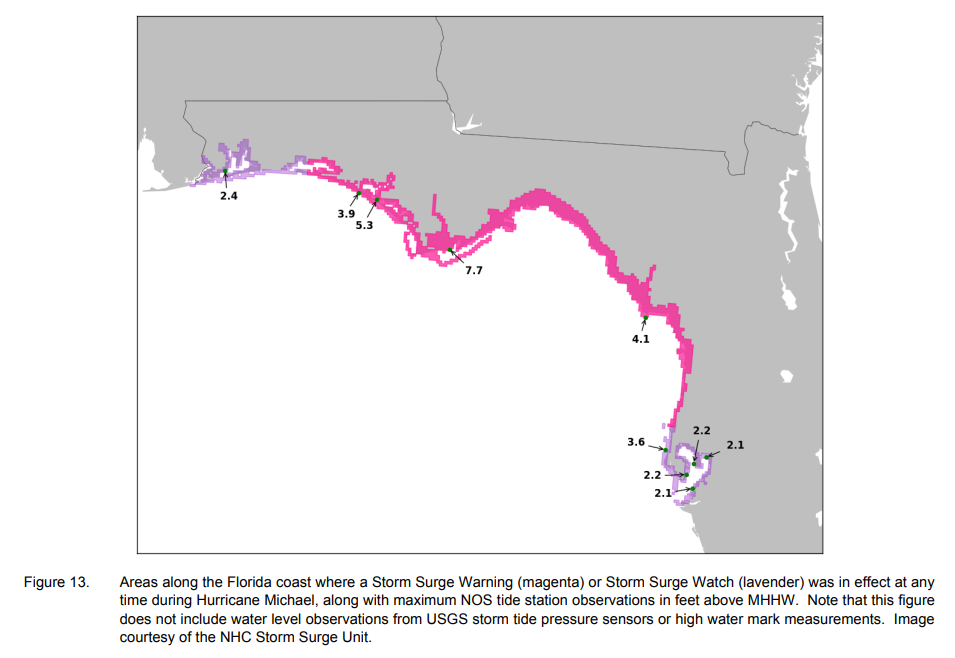 2.4
3.9
5.3
7.7
4.1
2.2
3.6
2.1
2.2
2.1
Figure 13. Areas along the Florida coast where a Storm Surge Warning (magenta) or Storm Surge Watch (lavender) was in effect at any
time during Hurricane Michael, along with maximum NOS tide station observations in feet above MHHW. Note that this figure
does not include water level observations from USGS storm tide pressure sensors or high water mark measurements. Image
courtesy of the NHC Storm Surge Unit.